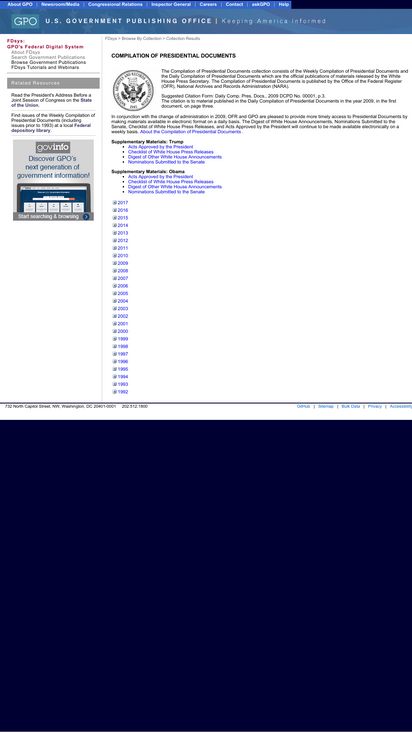 About GPO | Newsroom/Media | Congressional Relations | Inspector General | Careers | Contact | askGPO | Help
GPO U.S. GOVERNMENT PUBLISHING OFFICE | Keeping America Informed
FDsys:
GPO's Federal Digital System
About FDsys
Search Government Publications
Browse Government Publications
FDsys Tutorials and Webinars
Related Resources
Read the President's Address Before a
Joint Session of Congress on the State
of the Union.
Find issues of the Weekly Compilation of
Presidential Documents (including
issues prior to 1993) at a local Federal
depository library.
govinfo
Discover GPO's
next generation of
government information!
Start searching & browsing
FDsys > Browse By Collection > Collection Results
COMPILATION OF PRESIDENTIAL DOCUMENTS
The Compilation of Presidential Documents collection consists of the Weekly Compilation of Presidential Documents and
the Daily Compilation of Presidential Documents which are the official publications of materials released by the White
House Press Secretary. The Compilation of Presidential Documents is published by the Office of the Federal Register
(OFR), National Archives and Records Administration (NARA).
Suggested Citation Form: Daily Comp. Pres. Docs., 2009 DCPD No. 00001, p.3.
The citation is to material published in the Daily Compilation of Presidential Documents in the year 2009, in the first
document, on page three.
In conjunction with the change of administration in 2009, OFR and GPO are pleased to provide more timely access to Presidential Documents by
making materials available in electronic format on a daily basis. The Digest of White House Announcements, Nominations Submitted to the
Senate, Checklist of White House Press Releases, and Acts Approved by the President will continue to be made available electronically on a
weekly basis. About the Compilation of Presidential Documents
Supplementary Materials: Trump
Acts Approved by the President
Checklist of White House Press Releases
Digest of Other White House Announcements
Nominations Submitted to the Senate
Supplementary Materials: Obama
Acts Approved by the President
Checklist of White House Press Releases
Digest of Other White House Announcements
Nominations Submitted to the Senate
2017
2016
2015
2014
2013
2012
2011
2010
2009
2008
2007
2006
2005
2004
2003
2002
2001
2000
1999
1998
1997
1996
1995
1994
1993
1992
732 North Capitol Street, NW, Washington, DC 20401-0001 202.512.1800
GitHub | Sitemap | Bulk Data | Privacy | Accessibility